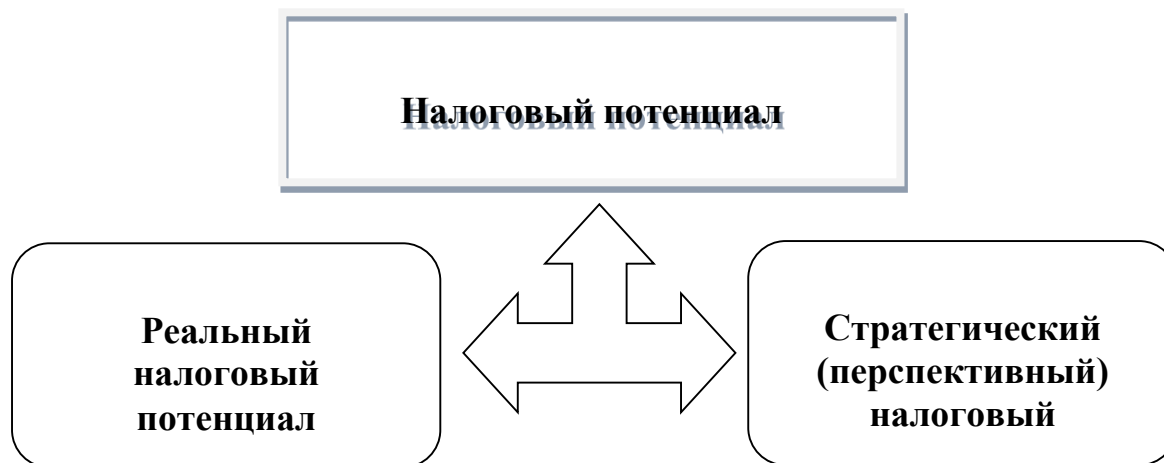 Налоговый потенциал
Реальный
налоговый
потенциал
Стратегический
(перспективный)
налоговый